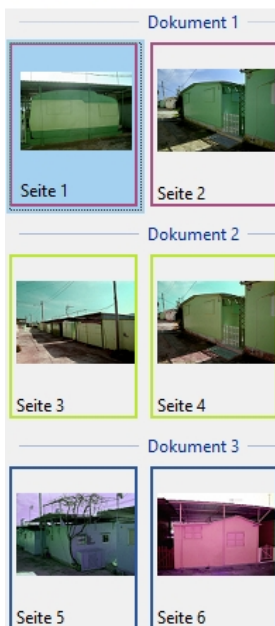 Dokument 1
Seite 1
Seite 2
Dokument 2
Seite 3
Seite 4
Dokument 3
Seite 5
Seite 6